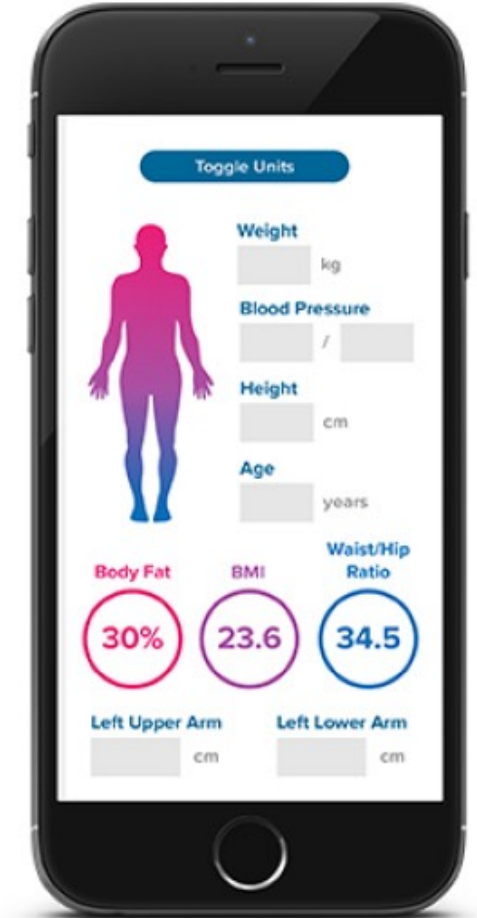 Toggle Units
Weight
kg
Blood Pressure
/
Height
cm
Age
years
Body Fat
BMI
Waist/Hip
Ratio
30%
23.6
34.5
Left Upper Arm
Left Lower Arm
cm
cm